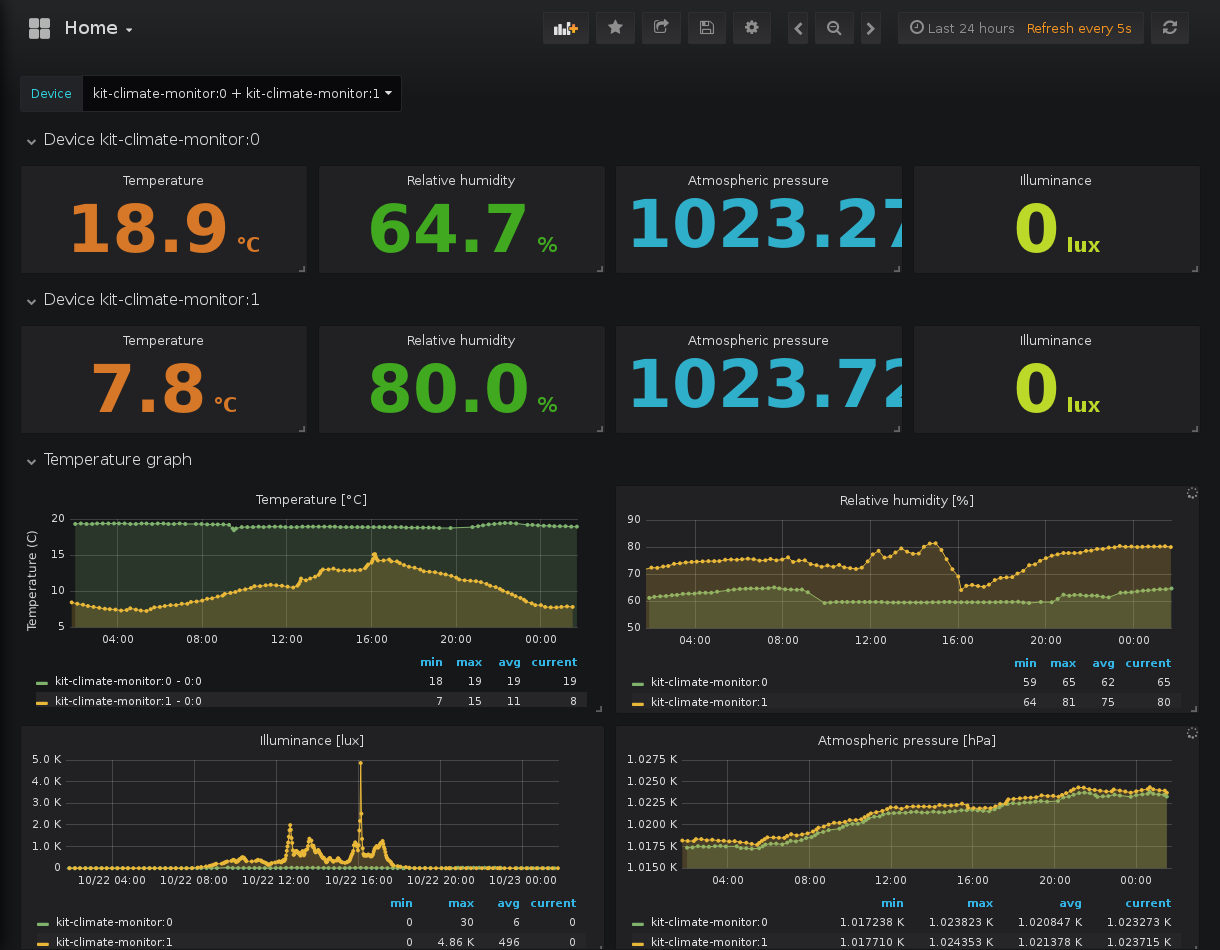 Home
Last 24 hours Refresh every 5s
Device kit-climate-monitor:0 + kit-climate-monitor:1
Device kit-climate-monitor:0
Temperature Relative humidity Atmospheric pressure Illuminance
18.9 °C 64.7 % 1023.27 0 lux
Device kit-climate-monitor:1
Temperature Relative humidity Atmospheric pressure Illuminance
7.8 °C 80.0 % 1023.72 0 lux
Temperature graph
Temperature [°C]
Temperature (C)
20
15
10
5
04:00 08:00 12:00 16:00 20:00 00:00
min max avg current
kit-climate-monitor:0 - 0:0 18 19 19 19
kit-climate-monitor:1 - 0:0 7 15 11 8
Relative humidity [%]
90
80
70
60
50
04:00 08:00 12:00 16:00 20:00 00:00
min max avg current
kit-climate-monitor:0 59 65 62 65
kit-climate-monitor:1 64 81 75 80
Illuminance [lux]
5.0 K
4.0 K
3.0 K
2.0 K
1.0 K
0
10/22 04:00 10/22 08:00 10/22 12:00 10/22 16:00 10/22 20:00 10/23 00:00
min max avg current
kit-climate-monitor:0 0 30 6 0
kit-climate-monitor:1 0 4.86 K 496 0
Atmospheric pressure [hPa]
1.0275 K
1.0250 K
1.0225 K
1.0200 K
1.0175 K
1.0150 K
04:00 08:00 12:00 16:00 20:00 00:00
min max avg current
kit-climate-monitor:0 1.017238 K 1.023823 K 1.020847 K 1.023273 K
kit-climate-monitor:1 1.017710 K 1.024353 K 1.021378 K 1.023715 K